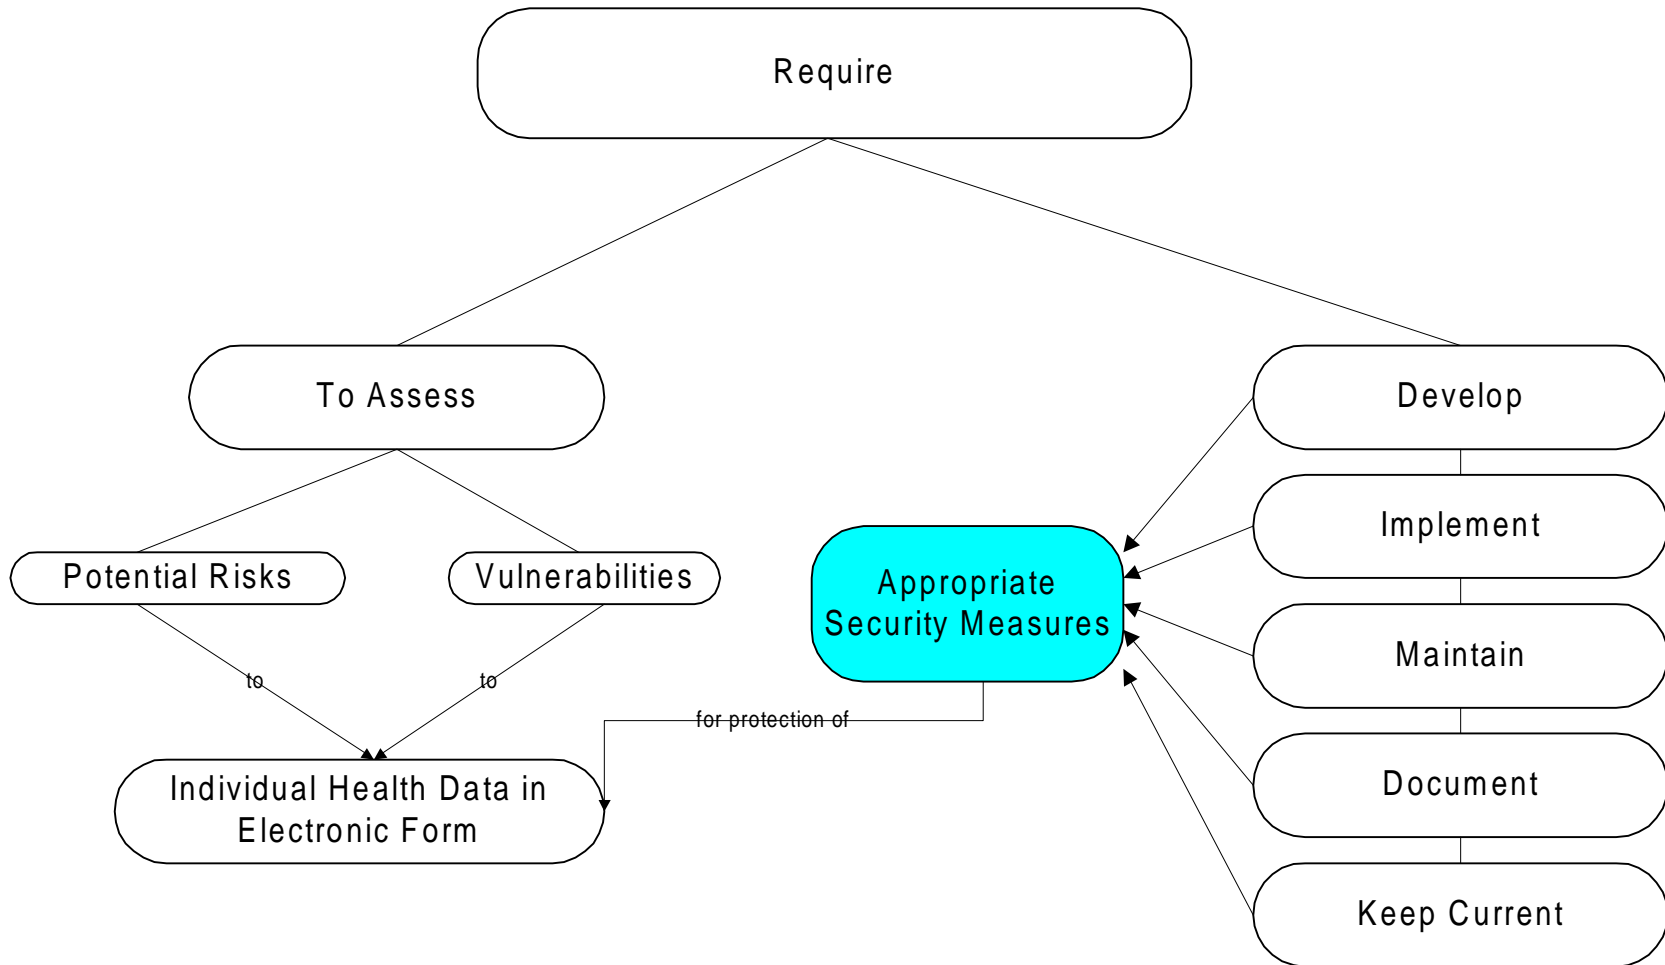 Require
To Assess
Develop
Implement
Potential Risks
Vulnerabilities
Appropriate
Security Measures
Maintain
to
to
for protection of
Individual Health Data in
Electronic Form
Document
Keep Current